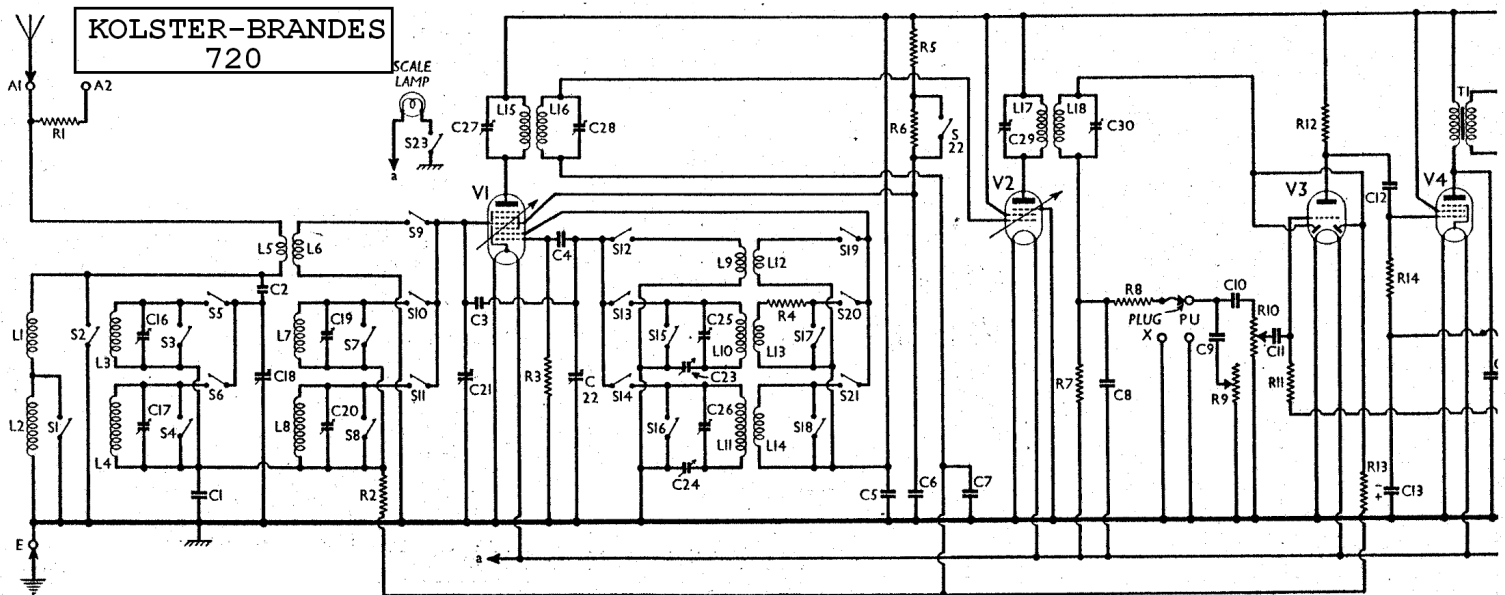 KOLSTER-BRANDES
720
SCALE
LAMP
A1
A2
R1
S23
a
C27
L15
L16
C28
R5
R6
S
22
L17
C29
L18
C30
R12
T1
V1
V2
V3
V4
C12
L5
L6
S9
C4
S12
S19
L9
L12
C2
C3
R8
PLUG
PU
X
C10
R10
R14
L1
S2
C16
S3
S5
L3
L7
C19
S7
S10
S13
S15
C25
L10
R4
S17
S20
L13
C23
C9
C11
L2
S1
C17
S4
S6
L4
C18
C20
S8
L8
S11
C21
R3
C
22
S14
S16
C26
L11
C24
S18
S21
L14
R7
C8
R9
R11
C1
R2
C5
C6
C7
R13
- +
C13
E
a